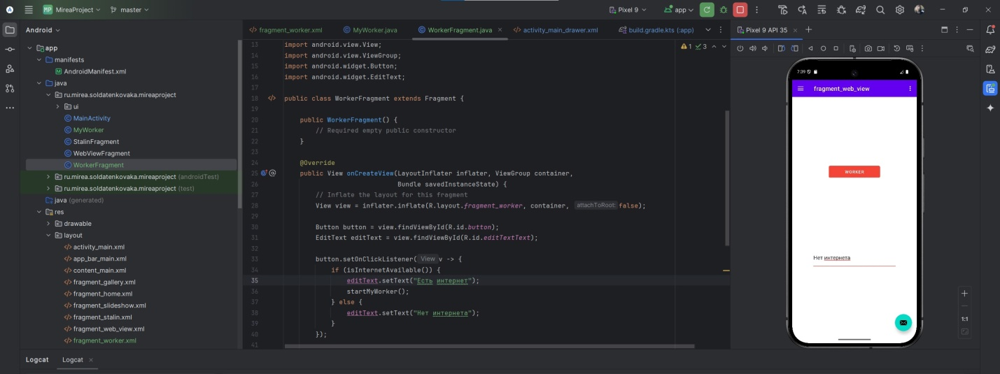 MP MireaProject
master
Pixel 9
app
Android
fragment_worker.xml
MyWorker.java
WorkerFragment.java
activity_main_drawer.xml
build.gradle.kts (:app)
Pixel 9 API 35
app
manifests
AndroidManifest.xml
java
ru.mirea.soldatenkovaka.mireaproject
ui
MainActivity
MyWorker
StalinFragment
WebViewFragment
WorkerFragment
ru.mirea.soldatenkovaka.mireaproject (androidTest)
ru.mirea.soldatenkovaka.mireaproject (test)
java (generated)
res
drawable
layout
activity_main.xml
app_bar_main.xml
content_main.xml
fragment_gallery.xml
fragment_home.xml
fragment_slideshow.xml
fragment_stalin.xml
fragment_web_view.xml
fragment_worker.xml
1 3
13 import android.view.View;
14 import android.view.ViewGroup;
15 import android.widget.Button;
16 import android.widget.EditText;
17
18 public class WorkerFragment extends Fragment {
19
20 public WorkerFragment() {
21 // Required empty public constructor
22 }
23
24 @Override
25 public View onCreateView(LayoutInflater inflater, ViewGroup container,
26 Bundle savedInstanceState) {
27 // Inflate the layout for this fragment
28 View view = inflater.inflate(R.layout.fragment_worker, container, attachToRoot: false);
29
30 Button button = view.findViewById(R.id.button);
31 EditText editText = view.findViewById(R.id.editTextText);
32
33 button.setOnClickListener( View v -> {
34 if (isInternetAvailable()) {
35 editText.setText("Есть интернет");
36 startMyWorker();
37 } else {
38 editText.setText("Нет интернета");
39 }
40 });
41
7:39
fragment_web_view
WORKER
Нет интернета
1:1
Logcat
Logcat